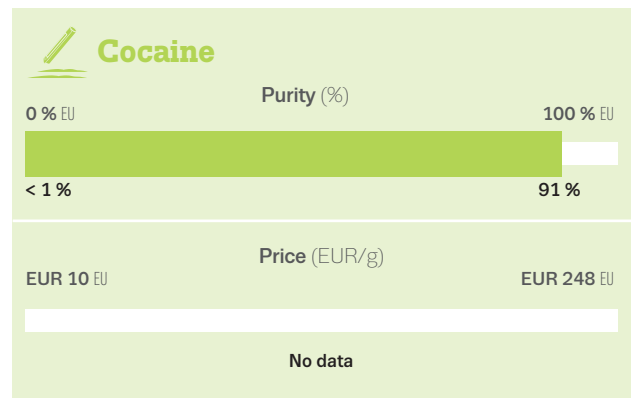 Cocaine
Purity (%)
0 % EU 100 % EU
< 1 % 91 %
Price (EUR/g)
EUR 10 EU EUR 248 EU
No data